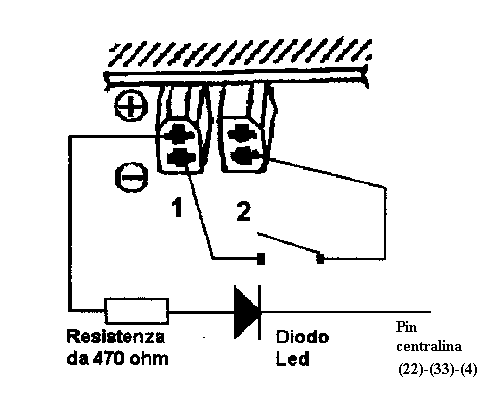 +
−
1 2
Resistenza
da 470 ohm
Diodo
Led
Pin
centralina
(22)-(33)-(4)